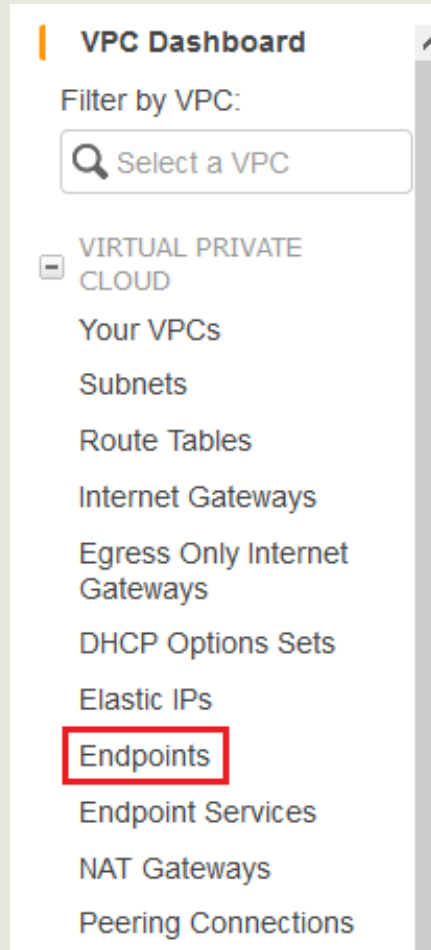 VPC Dashboard
Filter by VPC:
Select a VPC
VIRTUAL PRIVATE
CLOUD
Your VPCs
Subnets
Route Tables
Internet Gateways
Egress Only Internet
Gateways
DHCP Options Sets
Elastic IPs
Endpoints
Endpoint Services
NAT Gateways
Peering Connections